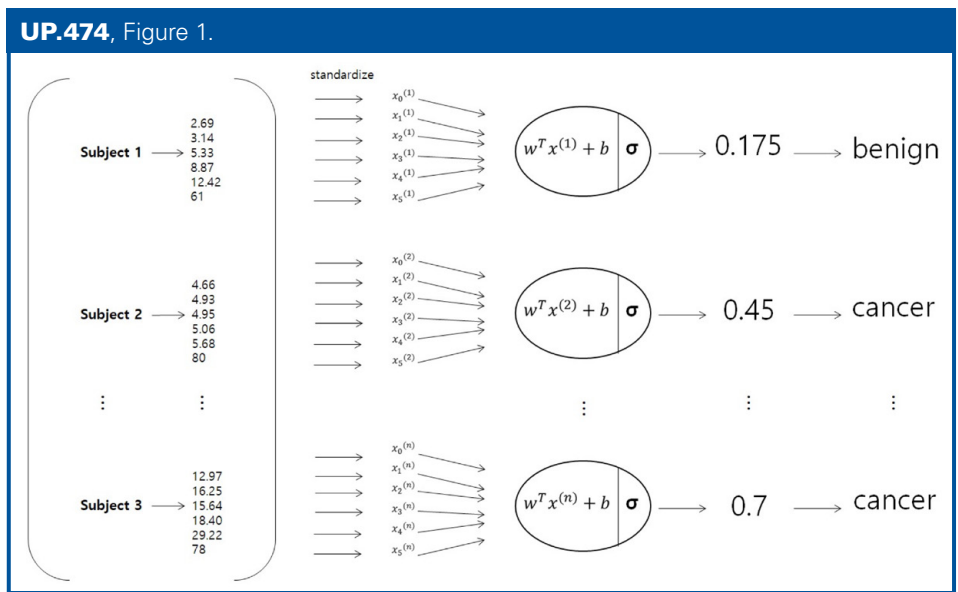 UP.474, Figure 1.
standardize
Subject 1
2.69
3.14
5.33
8.87
12.42
61
x₀⁽¹⁾
x₁⁽¹⁾
x₂⁽¹⁾
x₃⁽¹⁾
x₄⁽¹⁾
x₅⁽¹⁾
wᵀx⁽¹⁾ + b σ
0.175
benign
Subject 2
4.66
4.93
4.95
5.06
5.68
80
x₀⁽²⁾
x₁⁽²⁾
x₂⁽²⁾
x₃⁽²⁾
x₄⁽²⁾
x₅⁽²⁾
wᵀx⁽²⁾ + b σ
0.45
cancer
⋮ ⋮ ⋮ ⋮ ⋮
Subject 3
12.97
16.25
15.64
18.40
29.22
78
x₀⁽ⁿ⁾
x₁⁽ⁿ⁾
x₂⁽ⁿ⁾
x₃⁽ⁿ⁾
x₄⁽ⁿ⁾
x₅⁽ⁿ⁾
wᵀx⁽ⁿ⁾ + b σ
0.7
cancer